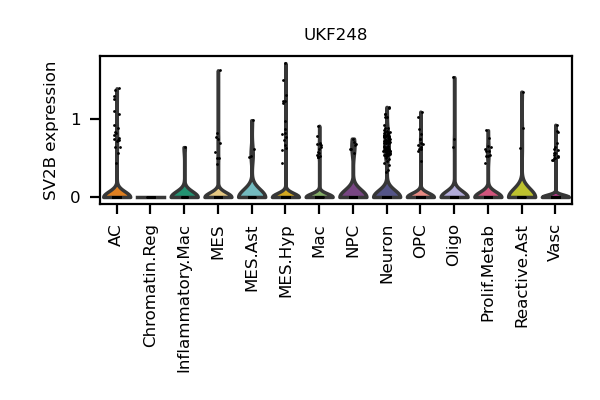 UKF248
SV2B expression
1
0
AC
Chromatin.Reg
Inflammatory.Mac
MES
MES.Ast
MES.Hyp
Mac
NPC
Neuron
OPC
Oligo
Prolif.Metab
Reactive.Ast
Vasc